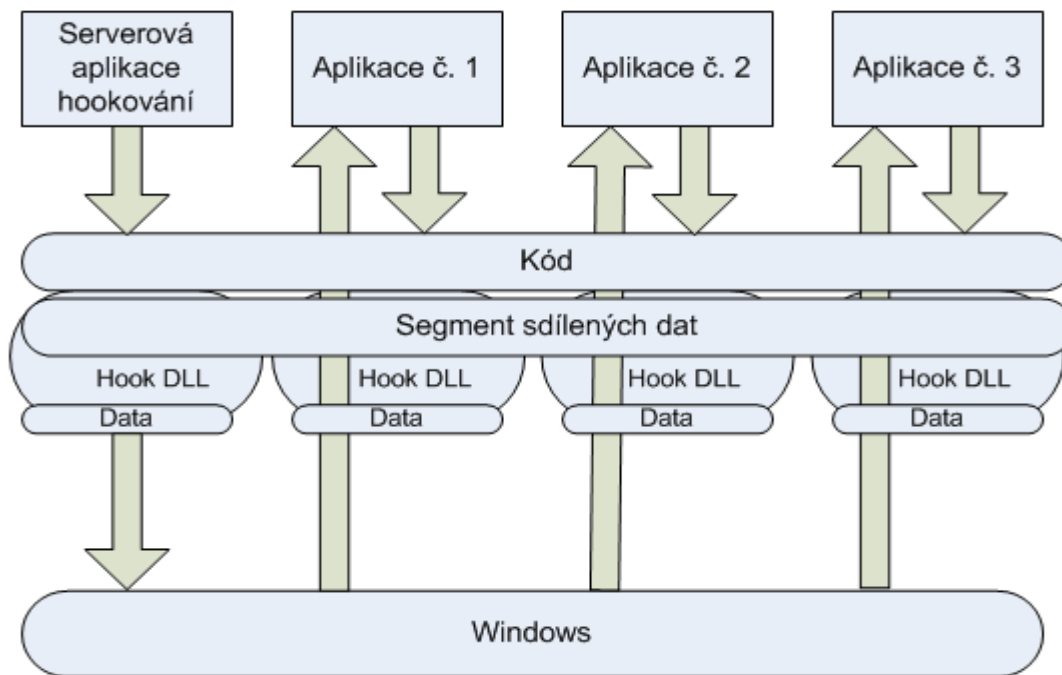 Serverová
aplikace
hookování
Aplikace č. 1
Aplikace č. 2
Aplikace č. 3
Kód
Segment sdílených dat
Hook DLL
Hook DLL
Hook DLL
Hook DLL
Data
Data
Data
Data
Windows